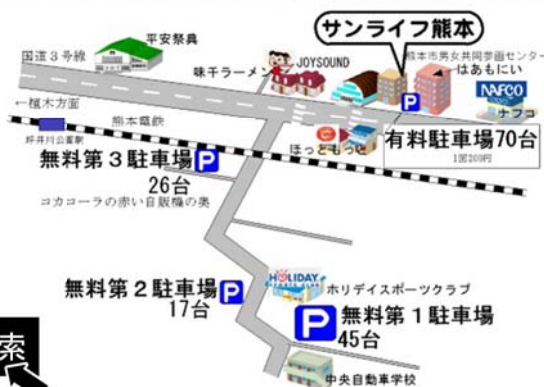 サンライフ熊本
平安祭典
国道3号線
JOYSOUND
味千ラーメン
熊本市男女共同参画センター
はあもにい
NAFCO
ナフコ
P
←植木方面
熊本電鉄
坪井川公園駅
ほっともっと
有料駐車場70台
1回200円
無料第3駐車場 P
26台
コカコーラの赤い自販機の奥
HOLIDAY
SPORTS CLUB
ホリデイスポーツクラブ
無料第2駐車場 P
17台
P 無料第1駐車場
45台
中央自動車学校
索